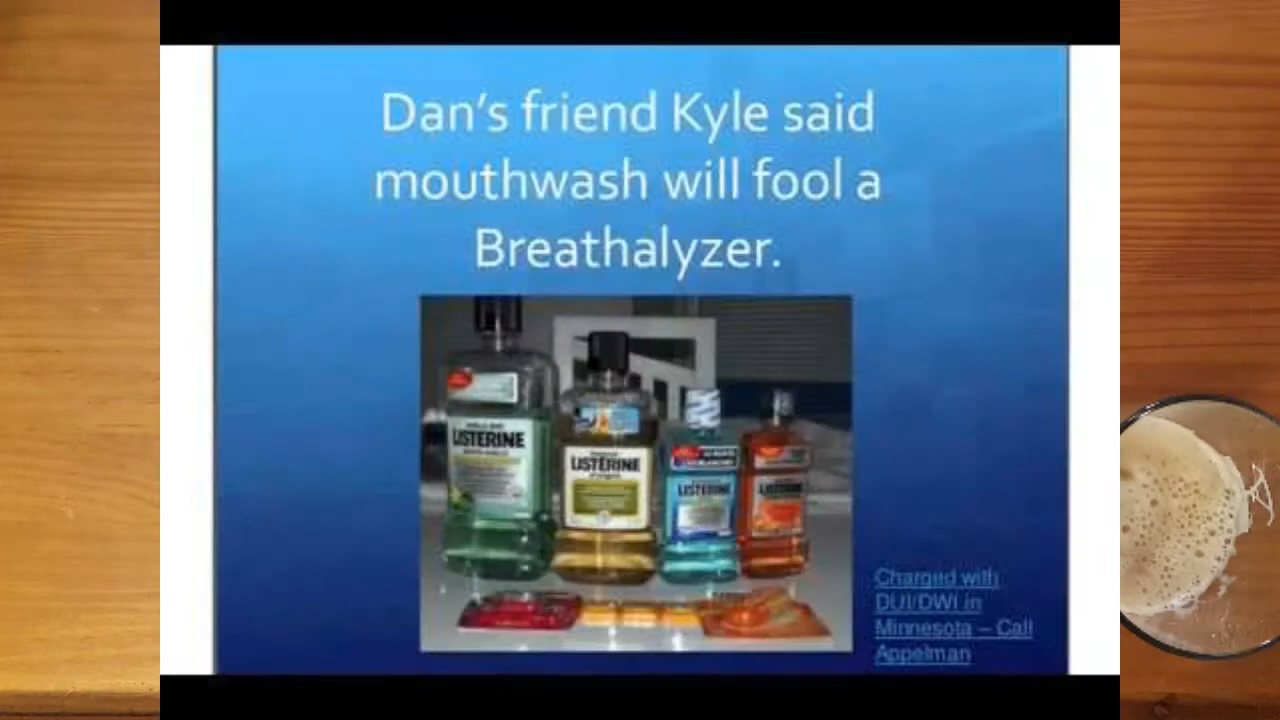 Dan's friend Kyle said
mouthwash will fool a
Breathalyzer.
LISTERINE
LISTERINE
LISTERINE
LISTERINE
Charged with
DUI/DWI in
Minnesota – Call
Appelman